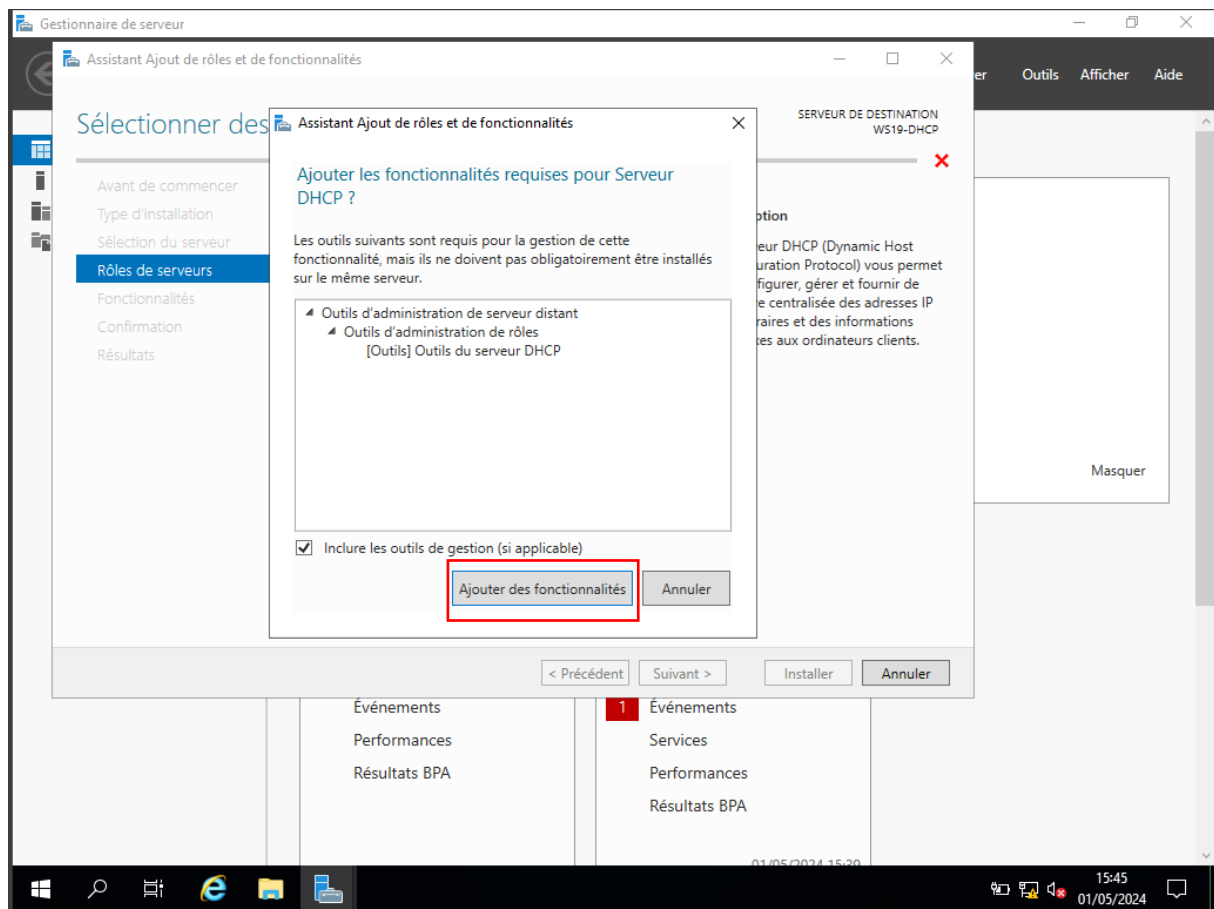 Gestionnaire de serveur
Assistant Ajout de rôles et de fonctionnalités
Outils Afficher Aide
Sélectionner des
SERVEUR DE DESTINATION
WS19-DHCP
Avant de commencer
Type d'installation
Sélection du serveur
Rôles de serveurs
Fonctionnalités
Confirmation
Résultats
Assistant Ajout de rôles et de fonctionnalités
Ajouter les fonctionnalités requises pour Serveur
DHCP ?
Les outils suivants sont requis pour la gestion de cette
fonctionnalité, mais ils ne doivent pas obligatoirement être installés
sur le même serveur.
Outils d'administration de serveur distant
Outils d'administration de rôles
[Outils] Outils du serveur DHCP
Inclure les outils de gestion (si applicable)
Ajouter des fonctionnalités
Annuler
ption
eur DHCP (Dynamic Host
uration Protocol) vous permet
figurer, gérer et fournir de
e centralisée des adresses IP
raires et des informations
es aux ordinateurs clients.
Masquer
< Précédent
Suivant >
Installer
Annuler
Événements
Performances
Résultats BPA
1 Événements
Services
Performances
Résultats BPA
01/05/2024 15:39
15:45
01/05/2024